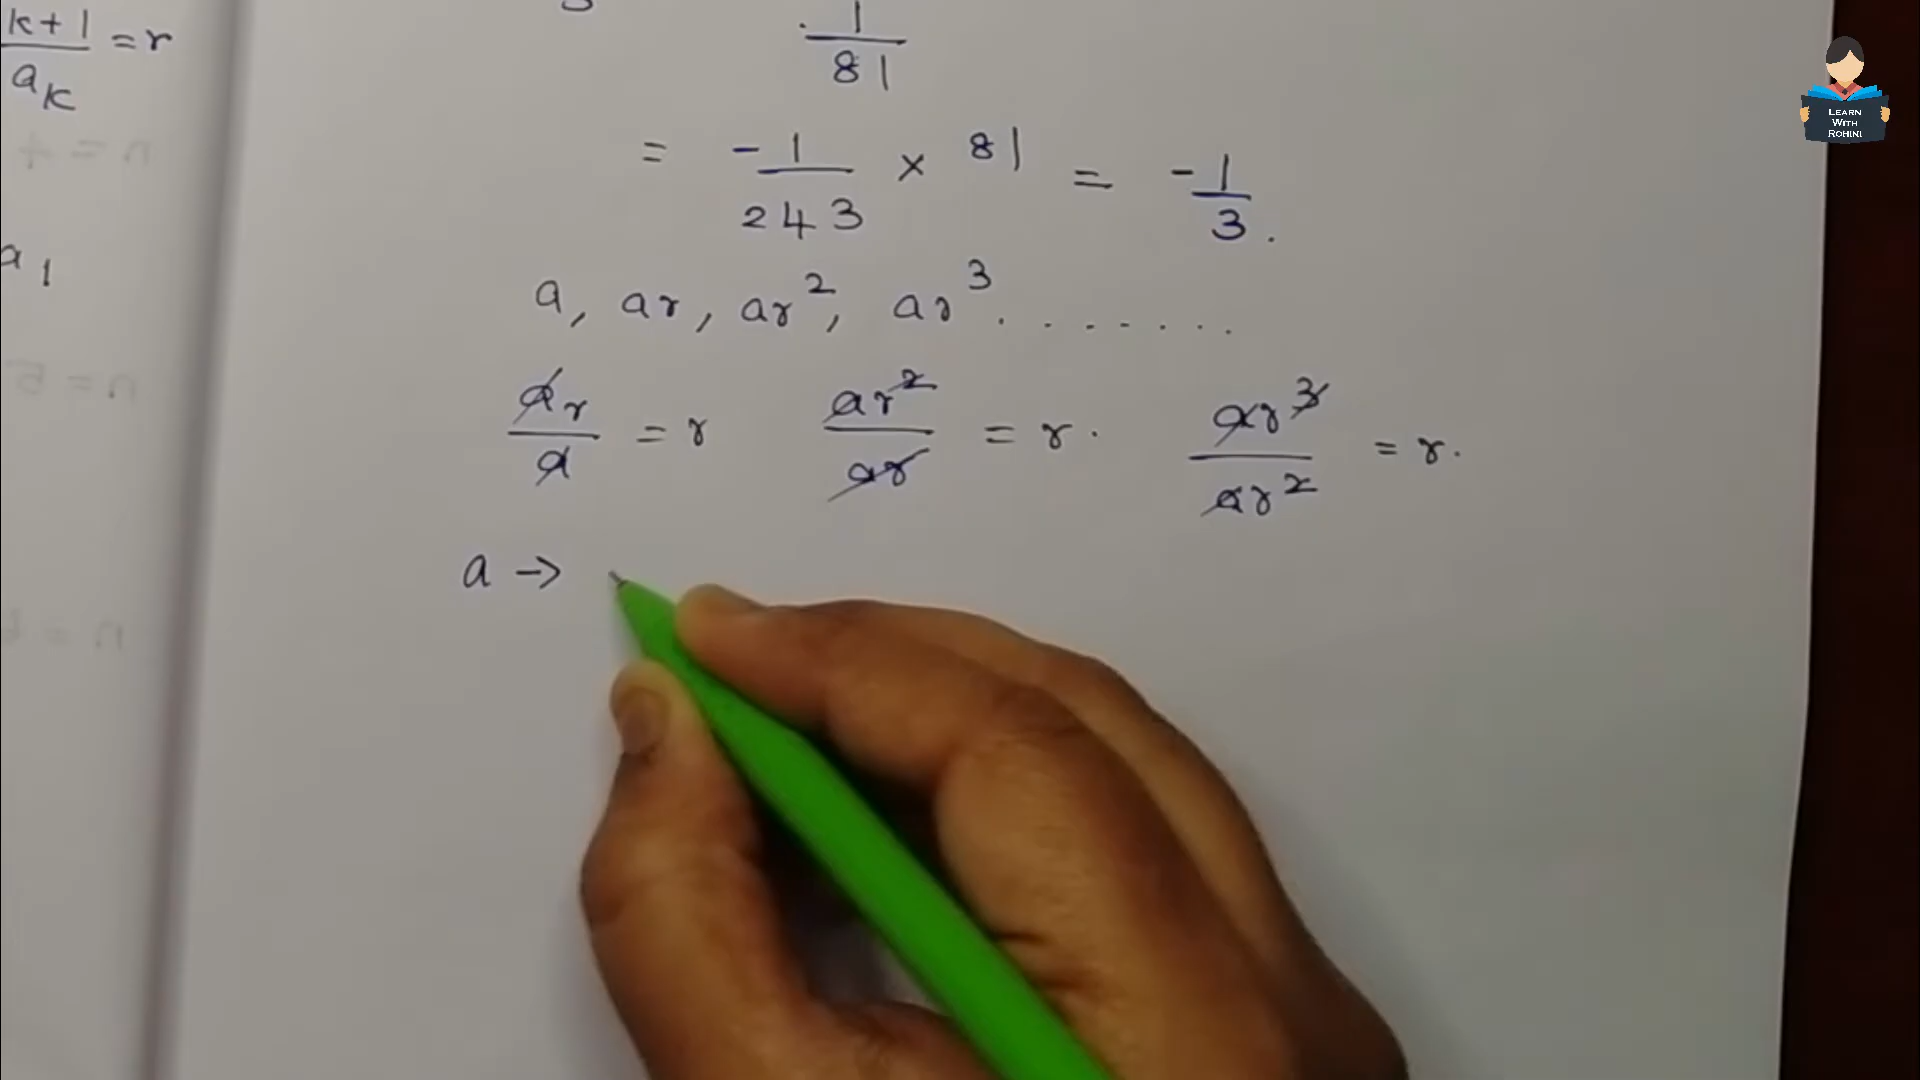 k+1/a_k = r
a1
1/81
= -1/243 × 81 = -1/3.
a, ar, ar², ar³. . . . . . . .
ar/a = r   ar²/ar = r.   ar³/ar² = r.
a →
LEARN
WITH
ROHINI